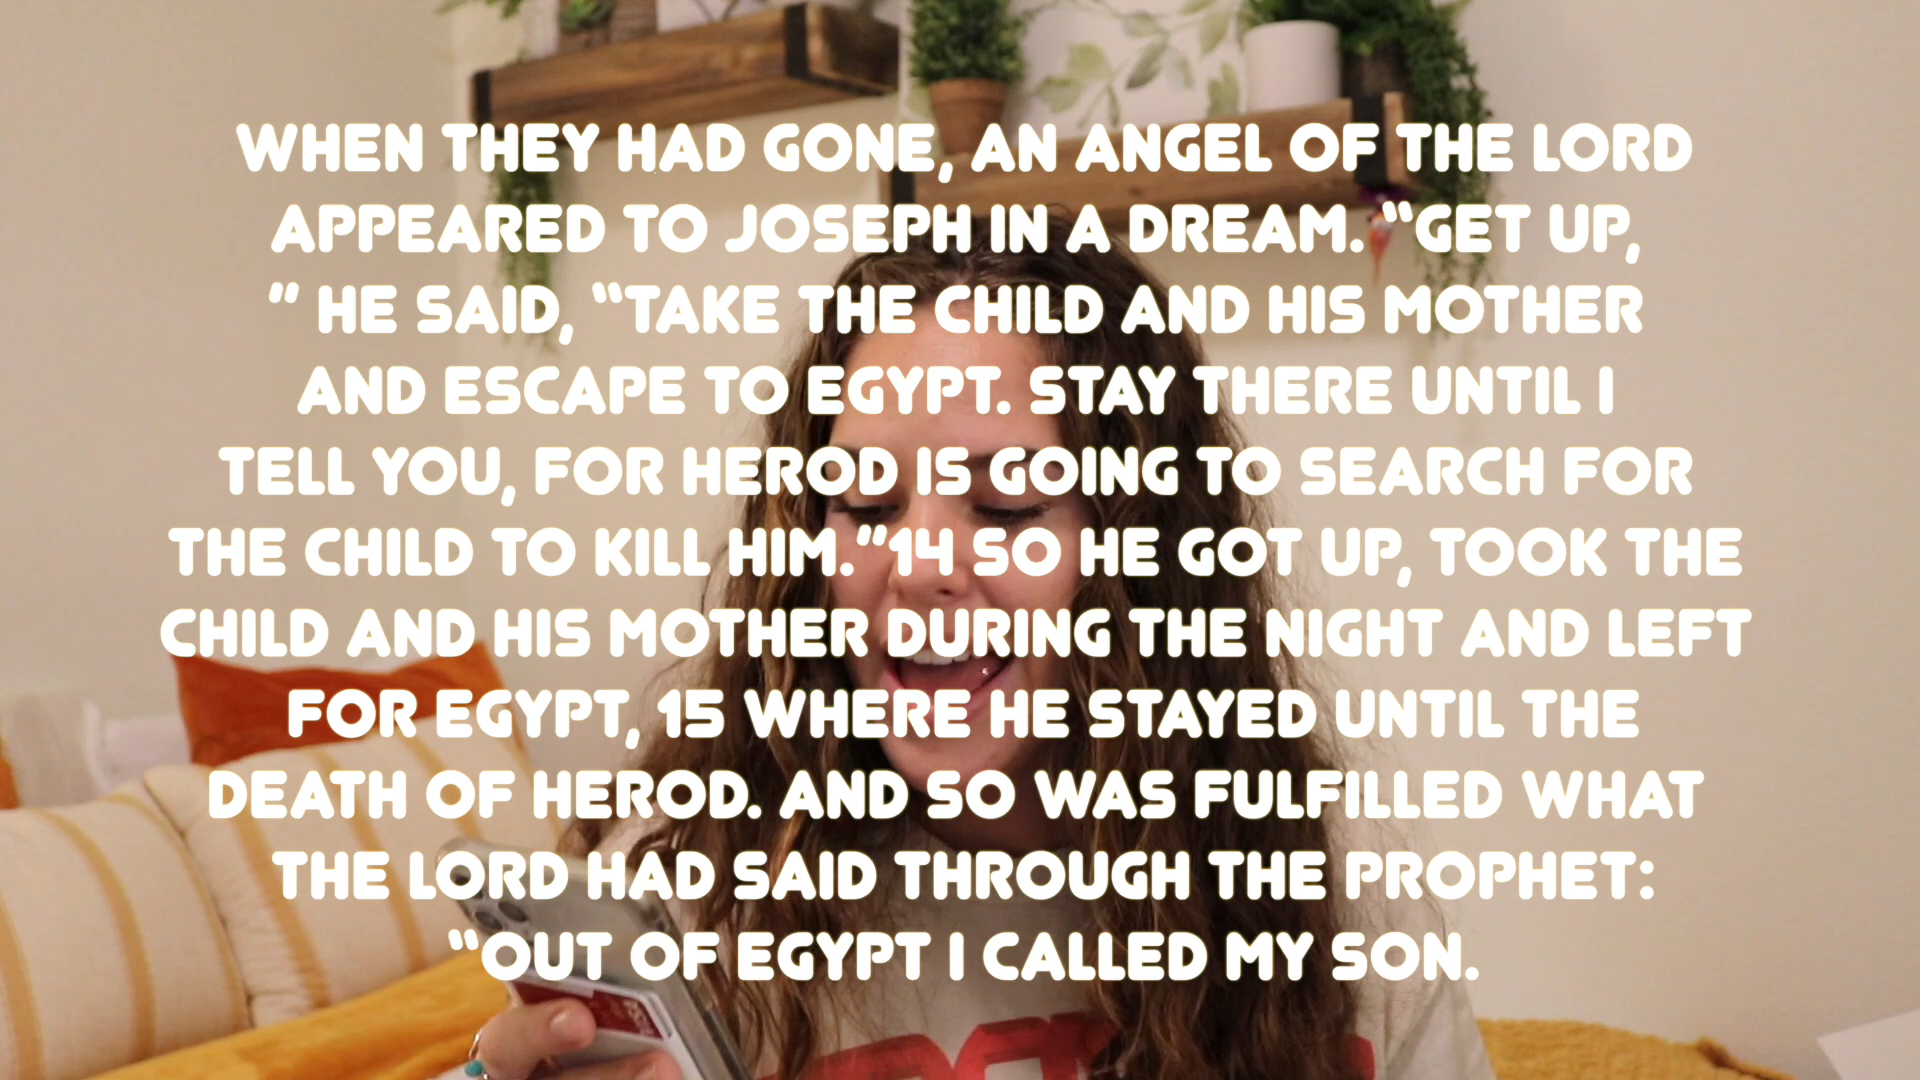 WHEN THEY HAD GONE, AN ANGEL OF THE LORD
APPEARED TO JOSEPH IN A DREAM. “GET UP,
” HE SAID, “TAKE THE CHILD AND HIS MOTHER
AND ESCAPE TO EGYPT. STAY THERE UNTIL I
TELL YOU, FOR HEROD IS GOING TO SEARCH FOR
THE CHILD TO KILL HIM.”14 SO HE GOT UP, TOOK THE
CHILD AND HIS MOTHER DURING THE NIGHT AND LEFT
FOR EGYPT, 15 WHERE HE STAYED UNTIL THE
DEATH OF HEROD. AND SO WAS FULFILLED WHAT
THE LORD HAD SAID THROUGH THE PROPHET:
“OUT OF EGYPT I CALLED MY SON.